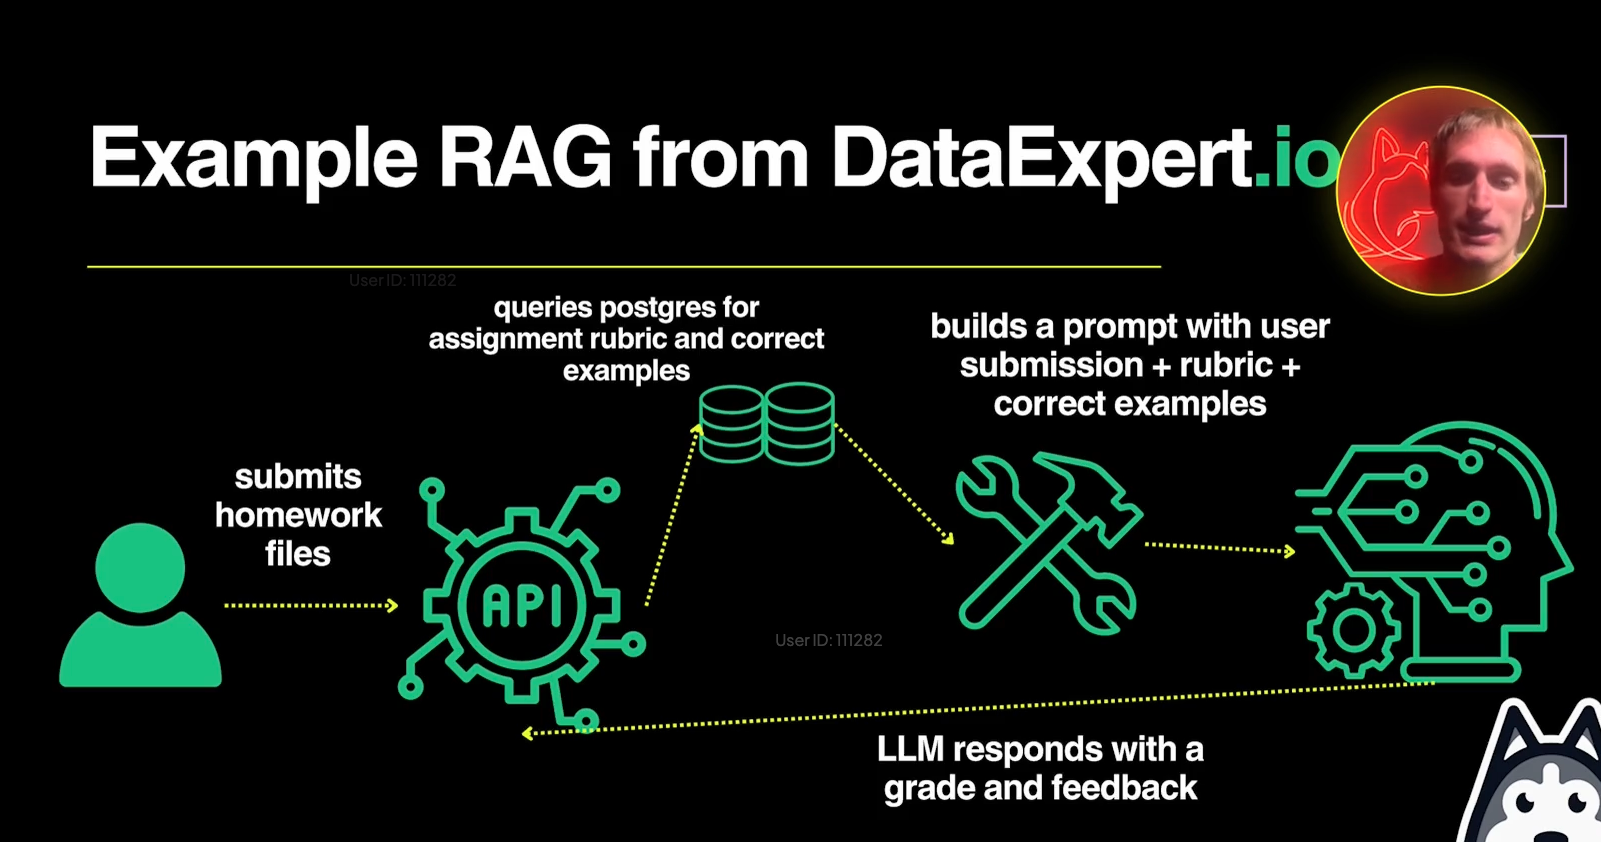 Example RAG from DataExpert.io
User ID: 111282
queries postgres for
assignment rubric and correct
examples
builds a prompt with user
submission + rubric +
correct examples
submits
homework
files
API
User ID: 111282
LLM responds with a
grade and feedback